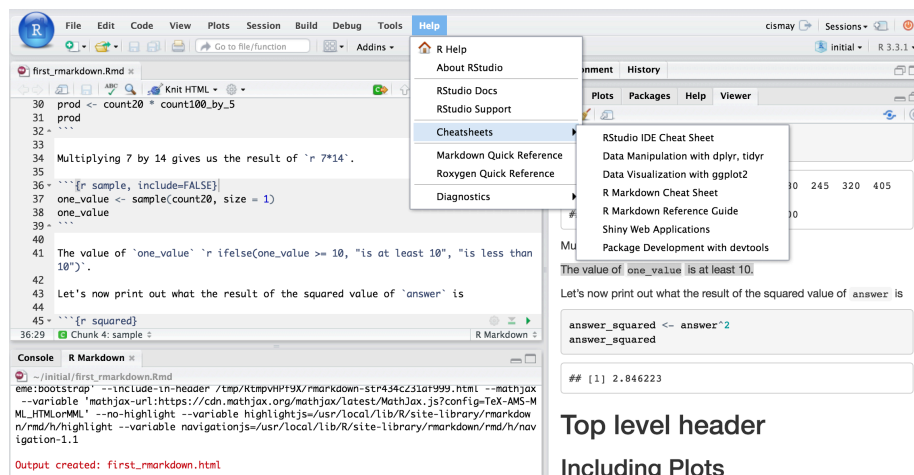 File Edit Code View Plots Session Build Debug Tools Help
cismay Sessions
R
Go to file/function
Addins
initial R 3.3.1
R Help
About RStudio
RStudio Docs
RStudio Support
Cheatsheets
Markdown Quick Reference
Roxygen Quick Reference
Diagnostics
RStudio IDE Cheat Sheet
Data Manipulation with dplyr, tidyr
Data Visualization with ggplot2
R Markdown Cheat Sheet
R Markdown Reference Guide
Shiny Web Applications
Package Development with devtools
first_rmarkdown.Rmd
ABC Knit HTML
30 prod <- count20 * count100_by_5
31 prod
32 ```
33
34 Multiplying 7 by 14 gives us the result of `r 7*14`.
35
36 ```{r sample, include=FALSE}
37 one_value <- sample(count20, size = 1)
38 one_value
39 ```
40
41 The value of `one_value` `r ifelse(one_value >= 10, "is at least 10", "is less than
10")`.
42
43 Let's now print out what the result of the squared value of `answer` is
44
45 ```{r squared}
36:29 Chunk 4: sample R Markdown
Console R Markdown
~/initial/first_rmarkdown.Rmd
eme:bootstrap' --include-in-header /tmp/RtmpvHPf9X/rmarkdown-str434c231af999.html --mathjax
--variable 'mathjax-url:https://cdn.mathjax.org/mathjax/latest/MathJax.js?config=TeX-AMS-M
ML_HTMLorMML' --no-highlight --variable highlightjs=/usr/local/lib/R/site-library/rmarkdow
n/rmd/h/highlight --variable navigationjs=/usr/local/lib/R/site-library/rmarkdown/rmd/h/nav
igation-1.1
Output created: first_rmarkdown.html
History
Plots Packages Help Viewer
245 320 405
##
The value of one_value is at least 10.
Let's now print out what the result of the squared value of answer is
answer_squared <- answer^2
answer_squared
## [1] 2.846223
Top level header
Including Plots